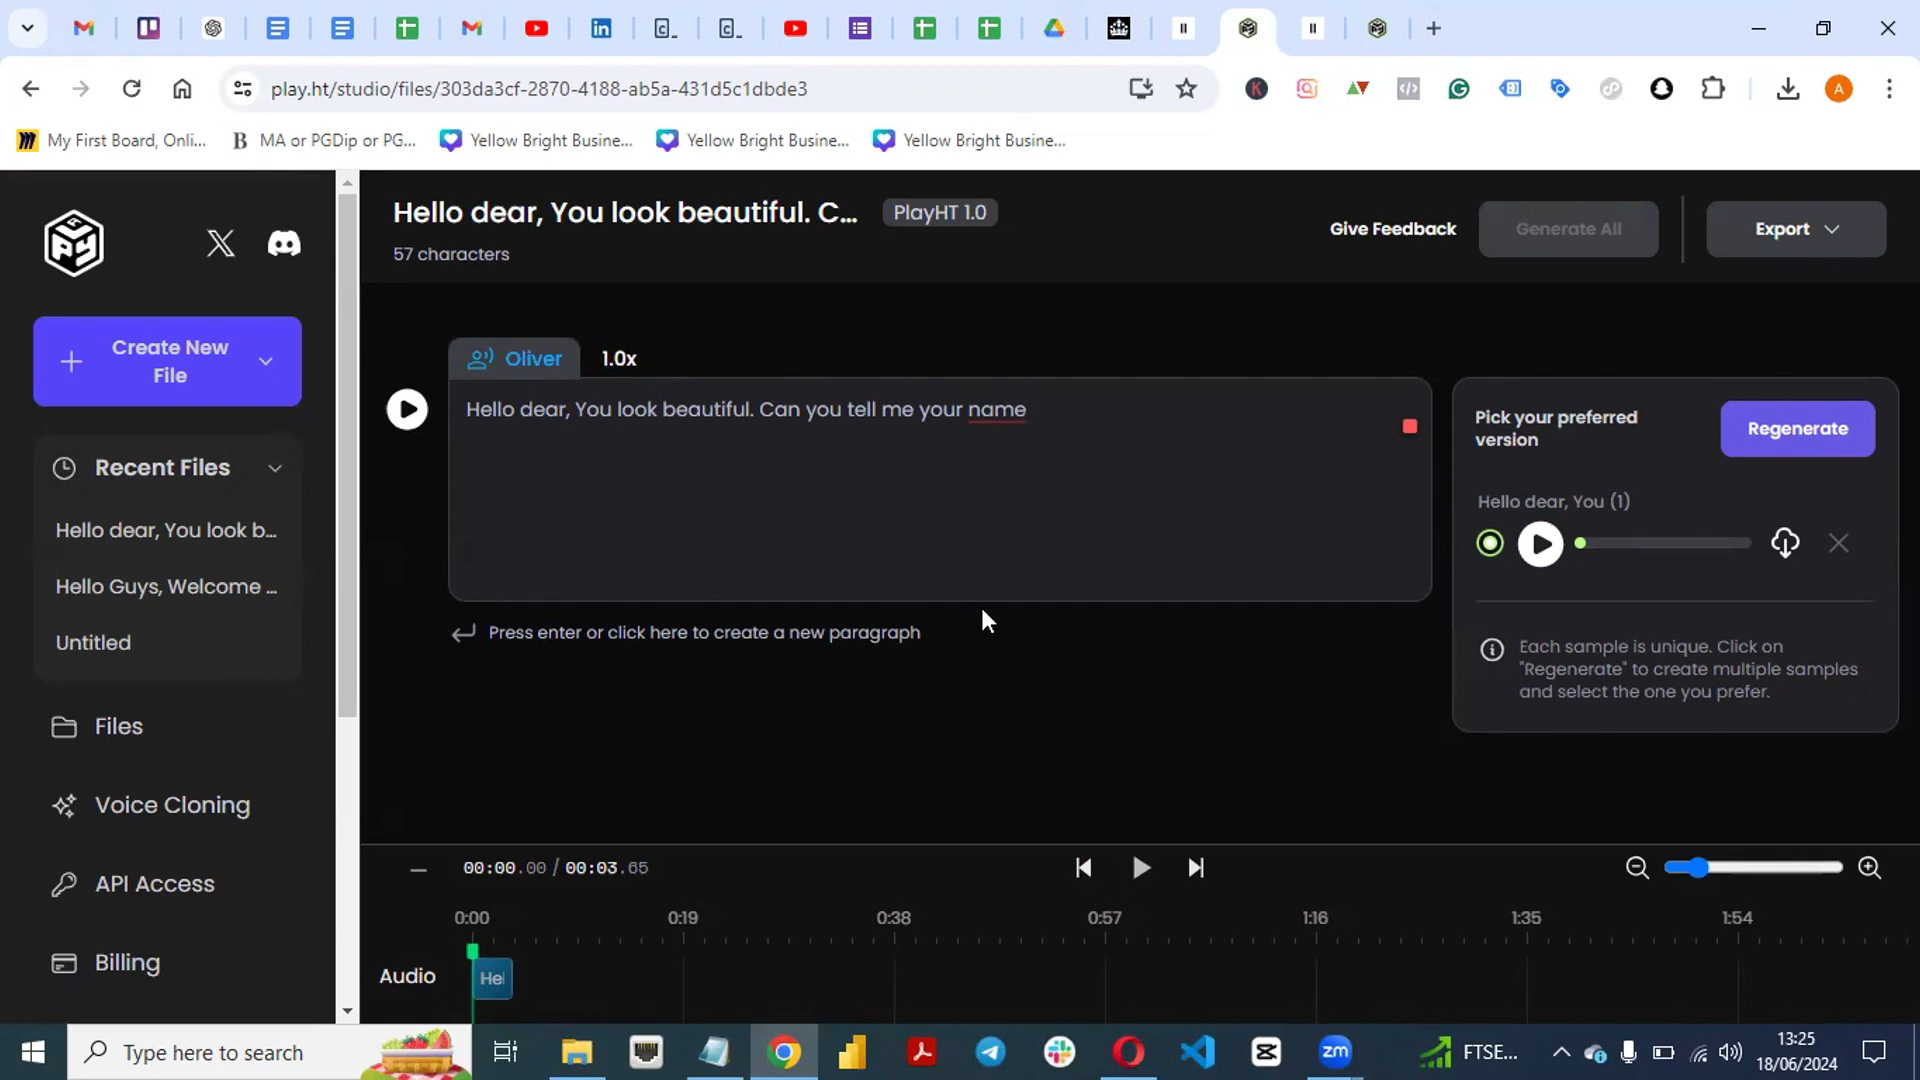 play.ht/studio/files/303da3cf-2870-4188-ab5a-431d5c1dbde3
My First Board, Onli...
MA or PGDip or PG...
Yellow Bright Busine...
Yellow Bright Busine...
Yellow Bright Busine...
Hello dear, You look beautiful. C...
PlayHT 1.0
57 characters
Give Feedback
Generate All
Export
Create New
File
Recent Files
Hello dear, You look b...
Hello Guys, Welcome ...
Untitled
Files
Voice Cloning
API Access
Billing
Oliver
1.0x
Hello dear, You look beautiful. Can you tell me your name
Press enter or click here to create a new paragraph
Pick your preferred
version
Regenerate
Hello dear, You (1)
Each sample is unique. Click on
"Regenerate" to create multiple samples
and select the one you prefer.
00:00.00 / 00:03.65
0:00
0:19
0:38
0:57
1:16
1:35
1:54
Audio
Hel
Type here to search
zm
FTSE...
13:25
18/06/2024